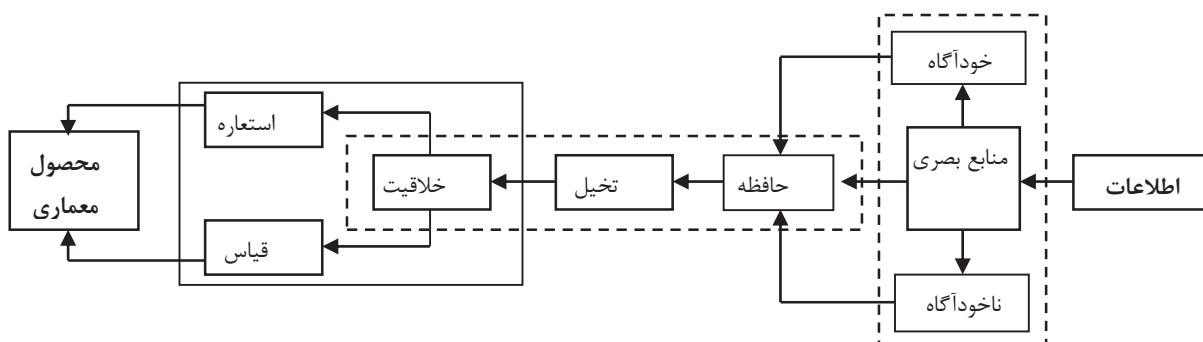 اطلاعات
خودآگاه
منابع بصری
ناخودآگاه
حافظه
تخیل
خلاقیت
استعاره
قیاس
محصول
معماری